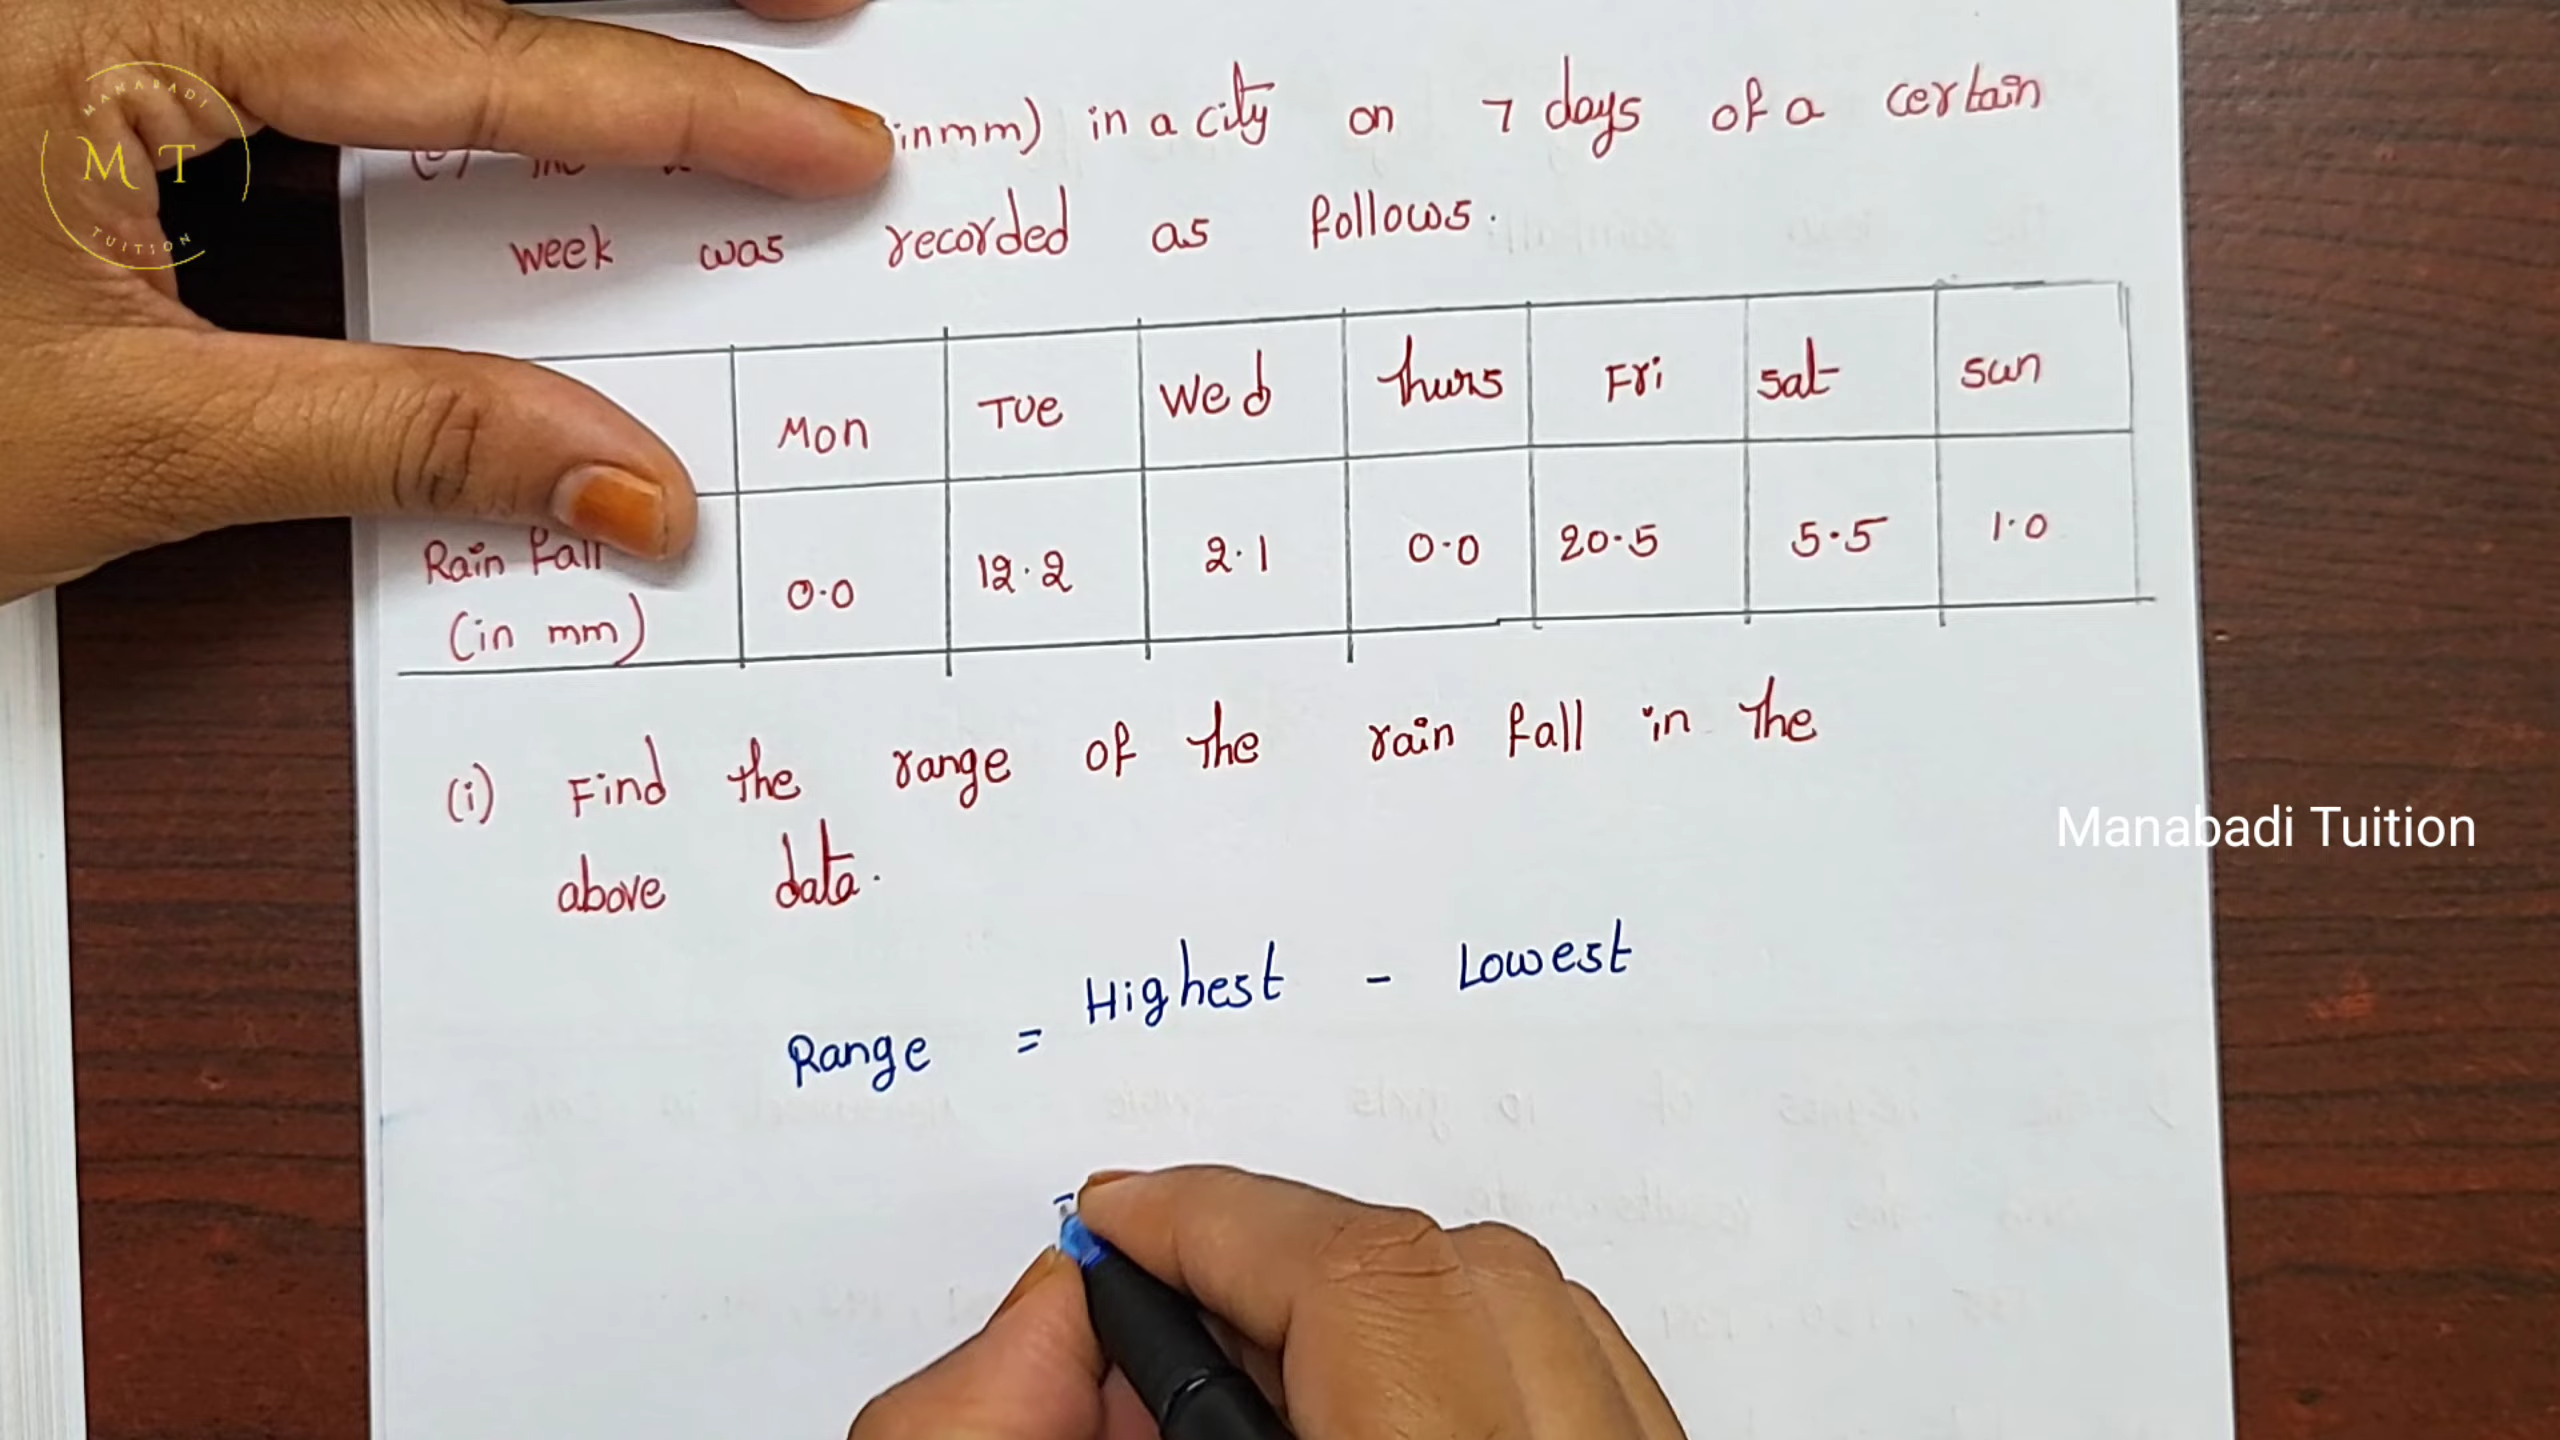 MANABADI
M T
TUITION
in mm) in a city on 7 days of a certain
week was recorded as follows.
Mon Tue Wed Thurs Fri Sat Sun
Rain fall
(in mm) 0.0 12.2 2.1 0.0 20.5 5.5 1.0
(i) Find the range of the rain fall in the
above data.
Manabadi Tuition
Range = Highest - Lowest
=